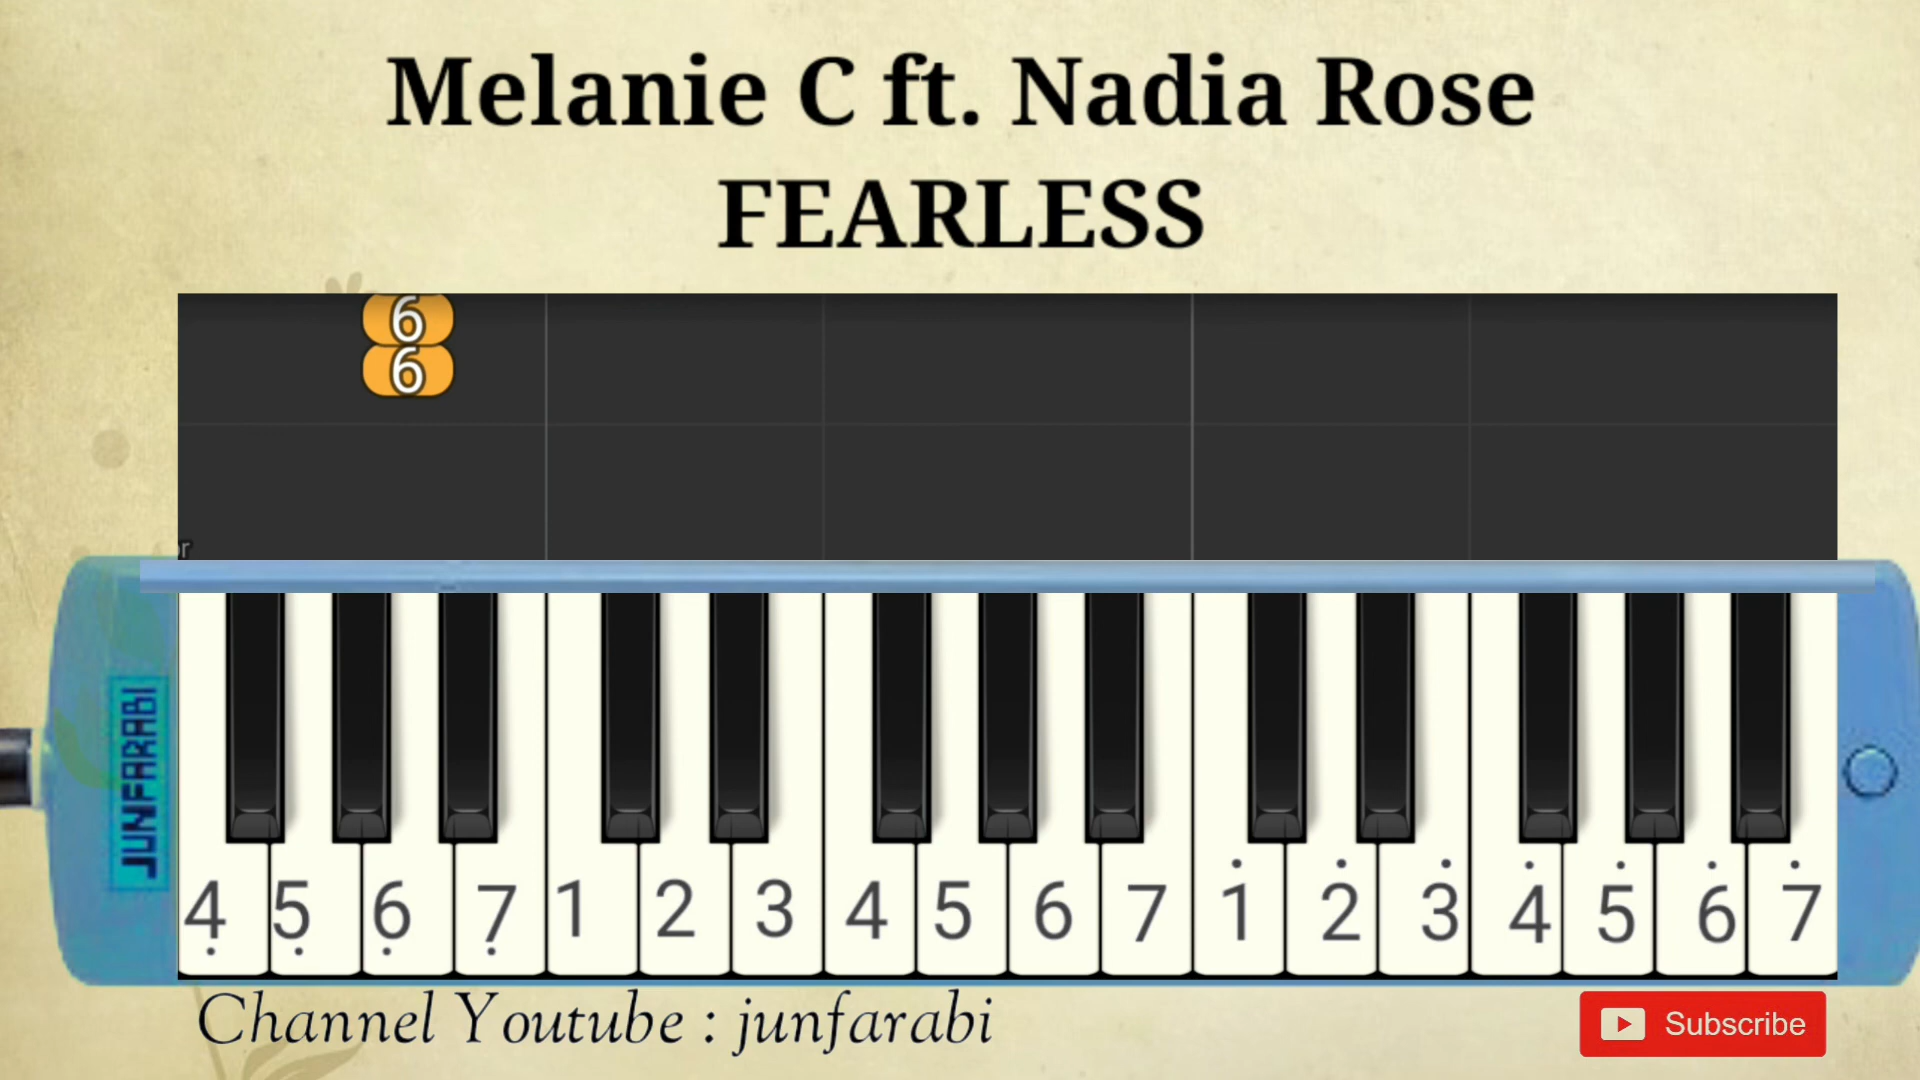 Melanie C ft. Nadia Rose
FEARLESS
6
6
r
JUNFARABI
4̣ 5̣ 6̣ 7̣ 1 2 3 4 5 6 7 1̇ 2̇ 3̇ 4̇ 5̇ 6̇ 7̇
Channel Youtube : junfarabi
Subscribe